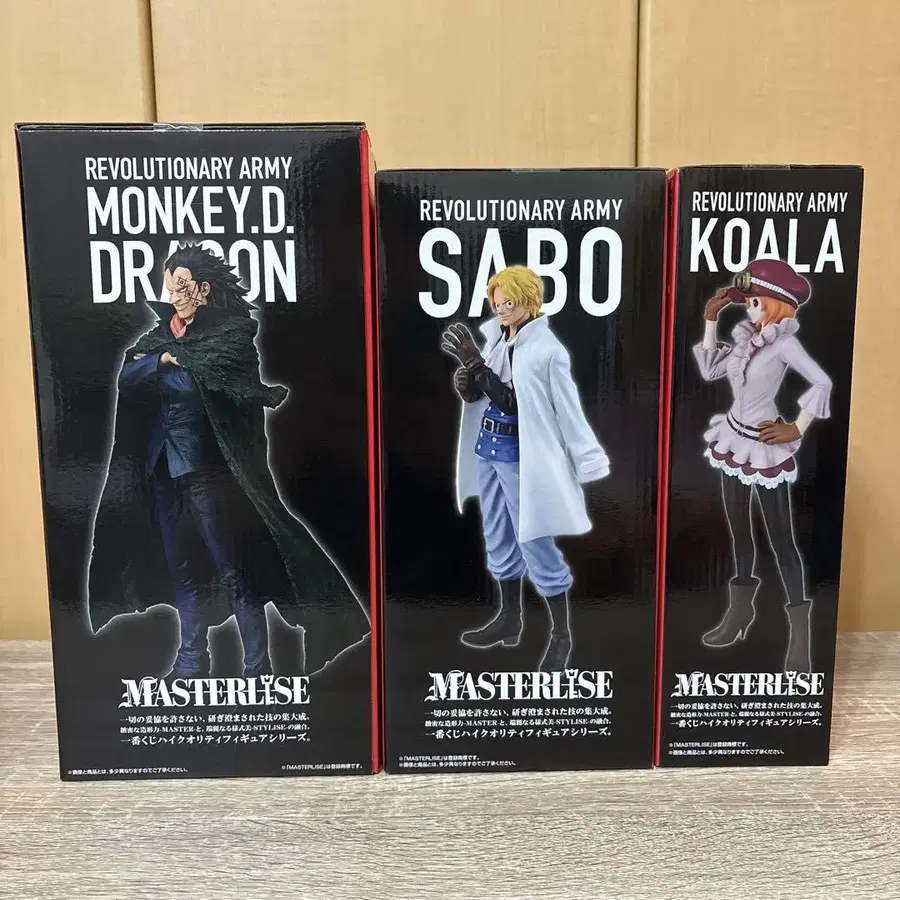 REVOLUTIONARY ARMY
MONKEY.D.
DRAGON
MASTERLISE
一切の妥協を許さない、研ぎ澄まされた技の集大成。
緻密な造形力-MASTER-と、端麗なる様式美-STYLISE-の融合。
一番くじハイクオリティフィギュアシリーズ。
※画像と商品とは、多少異なりますのでご了承ください。
※「MASTERLISE」は登録商標です。
REVOLUTIONARY ARMY
SABO
MASTERLISE
一切の妥協を許さない、研ぎ澄まされた技の集大成。
緻密な造形力-MASTER-と、端麗なる様式美-STYLISE-の融合。
一番くじハイクオリティフィギュアシリーズ。
※「MASTERLISE」は登録商標です。
※画像と商品とは、多少異なりますのでご了承ください。
REVOLUTIONARY ARMY
KOALA
MASTERLISE
一切の妥協を許さない、研ぎ澄まされた技の集大成。
緻密な造形力-MASTER-と、端麗なる様式美-STYLISE-の融合。
一番くじハイクオリティフィギュアシリーズ。
※「MASTERLISE」は登録商標です。
※画像と商品とは、多少異なりますのでご了承ください。